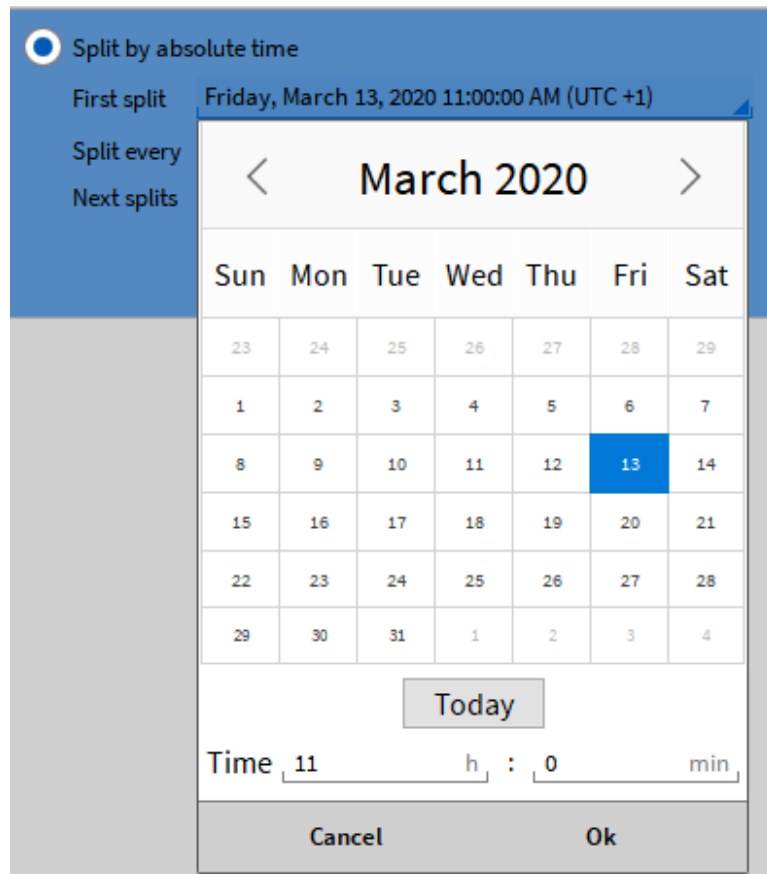 Split by absolute time
First split Friday, March 13, 2020 11:00:00 AM (UTC +1)
Split every
Next splits
March 2020
Sun Mon Tue Wed Thu Fri Sat
23 24 25 26 27 28 29
1 2 3 4 5 6 7
8 9 10 11 12 13 14
15 16 17 18 19 20 21
22 23 24 25 26 27 28
29 30 31 1 2 3 4
Today
Time 11 h : 0 min
Cancel Ok